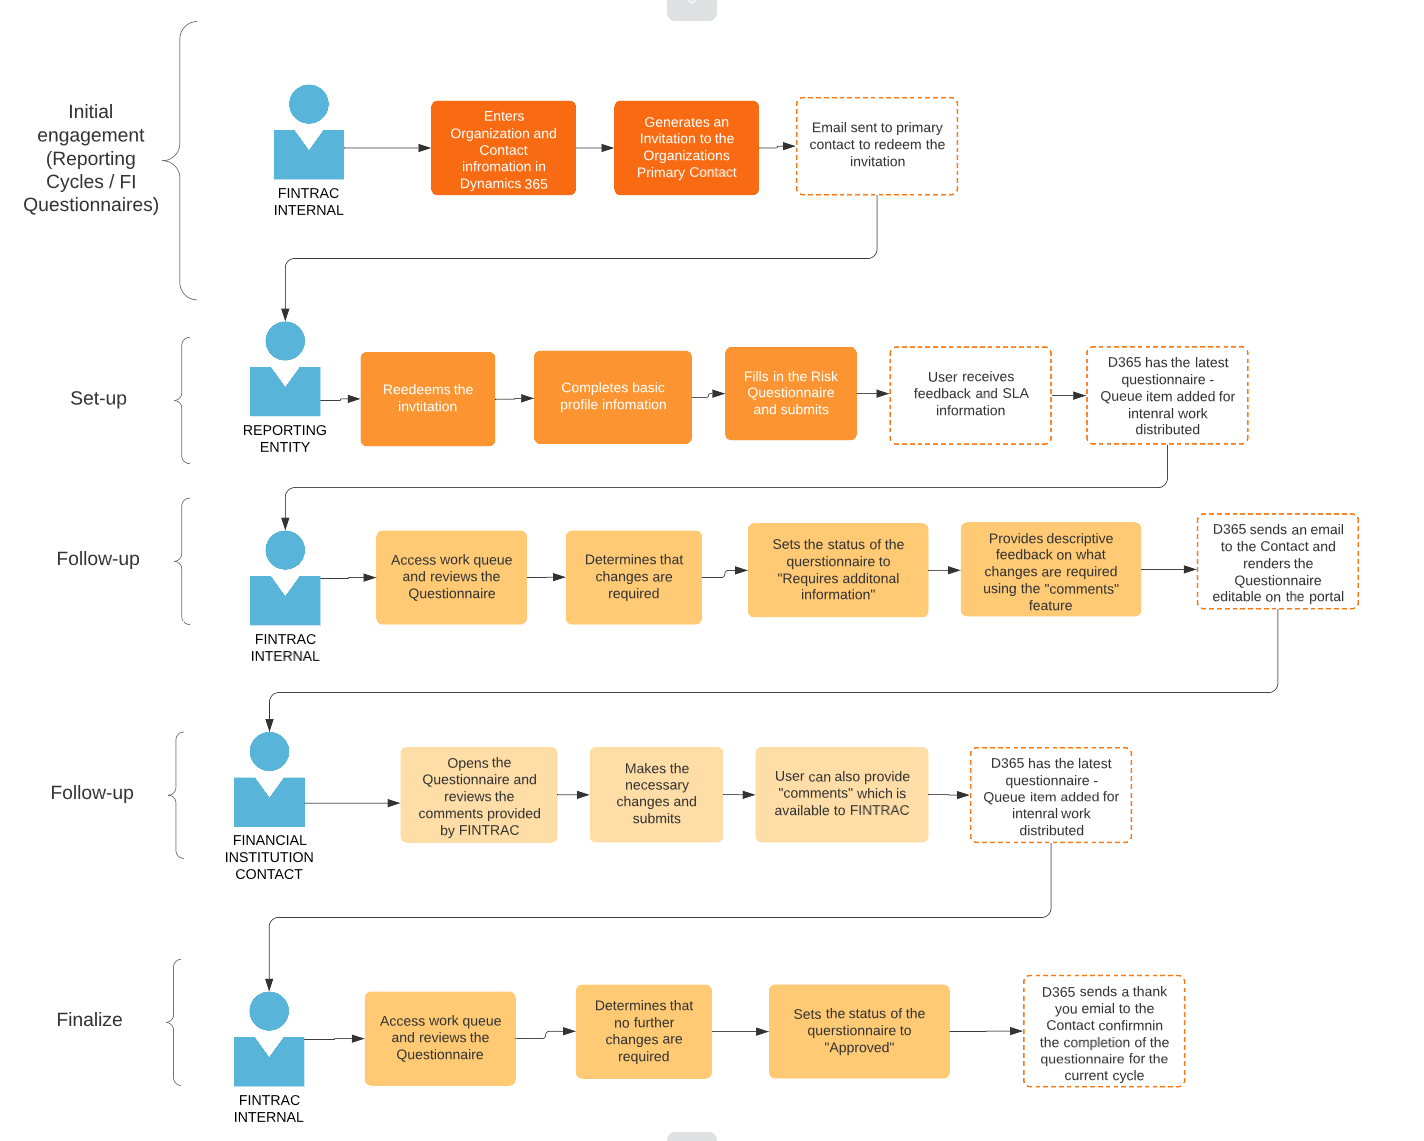 Initial
engagement
(Reporting
Cycles / FI
Questionnaires)
FINTRAC
INTERNAL
Enters
Organization and
Contact
infromation in
Dynamics 365
Generates an
Invitation to the
Organizations
Primary Contact
Email sent to primary
contact to redeem the
invitation
Set-up
REPORTING
ENTITY
Reedeems the
invtitation
Completes basic
profile infomation
Fills in the Risk
Questionnaire
and submits
User receives
feedback and SLA
information
D365 has the latest
questionnaire -
Queue item added for
intenral work
distributed
Follow-up
FINTRAC
INTERNAL
Access work queue
and reviews the
Questionnaire
Determines that
changes are
required
Sets the status of the
querstionnaire to
"Requires additonal
information"
Provides descriptive
feedback on what
changes are required
using the "comments"
feature
D365 sends an email
to the Contact and
renders the
Questionnaire
editable on the portal
Follow-up
FINANCIAL
INSTITUTION
CONTACT
Opens the
Questionnaire and
reviews the
comments provided
by FINTRAC
Makes the
necessary
changes and
submits
User can also provide
"comments" which is
available to FINTRAC
D365 has the latest
questionnaire -
Queue item added for
intenral work
distributed
Finalize
FINTRAC
INTERNAL
Access work queue
and reviews the
Questionnaire
Determines that
no further
changes are
required
Sets the status of the
querstionnaire to
"Approved"
D365 sends a thank
you emial to the
Contact confirmnin
the completion of the
questionnaire for the
current cycle